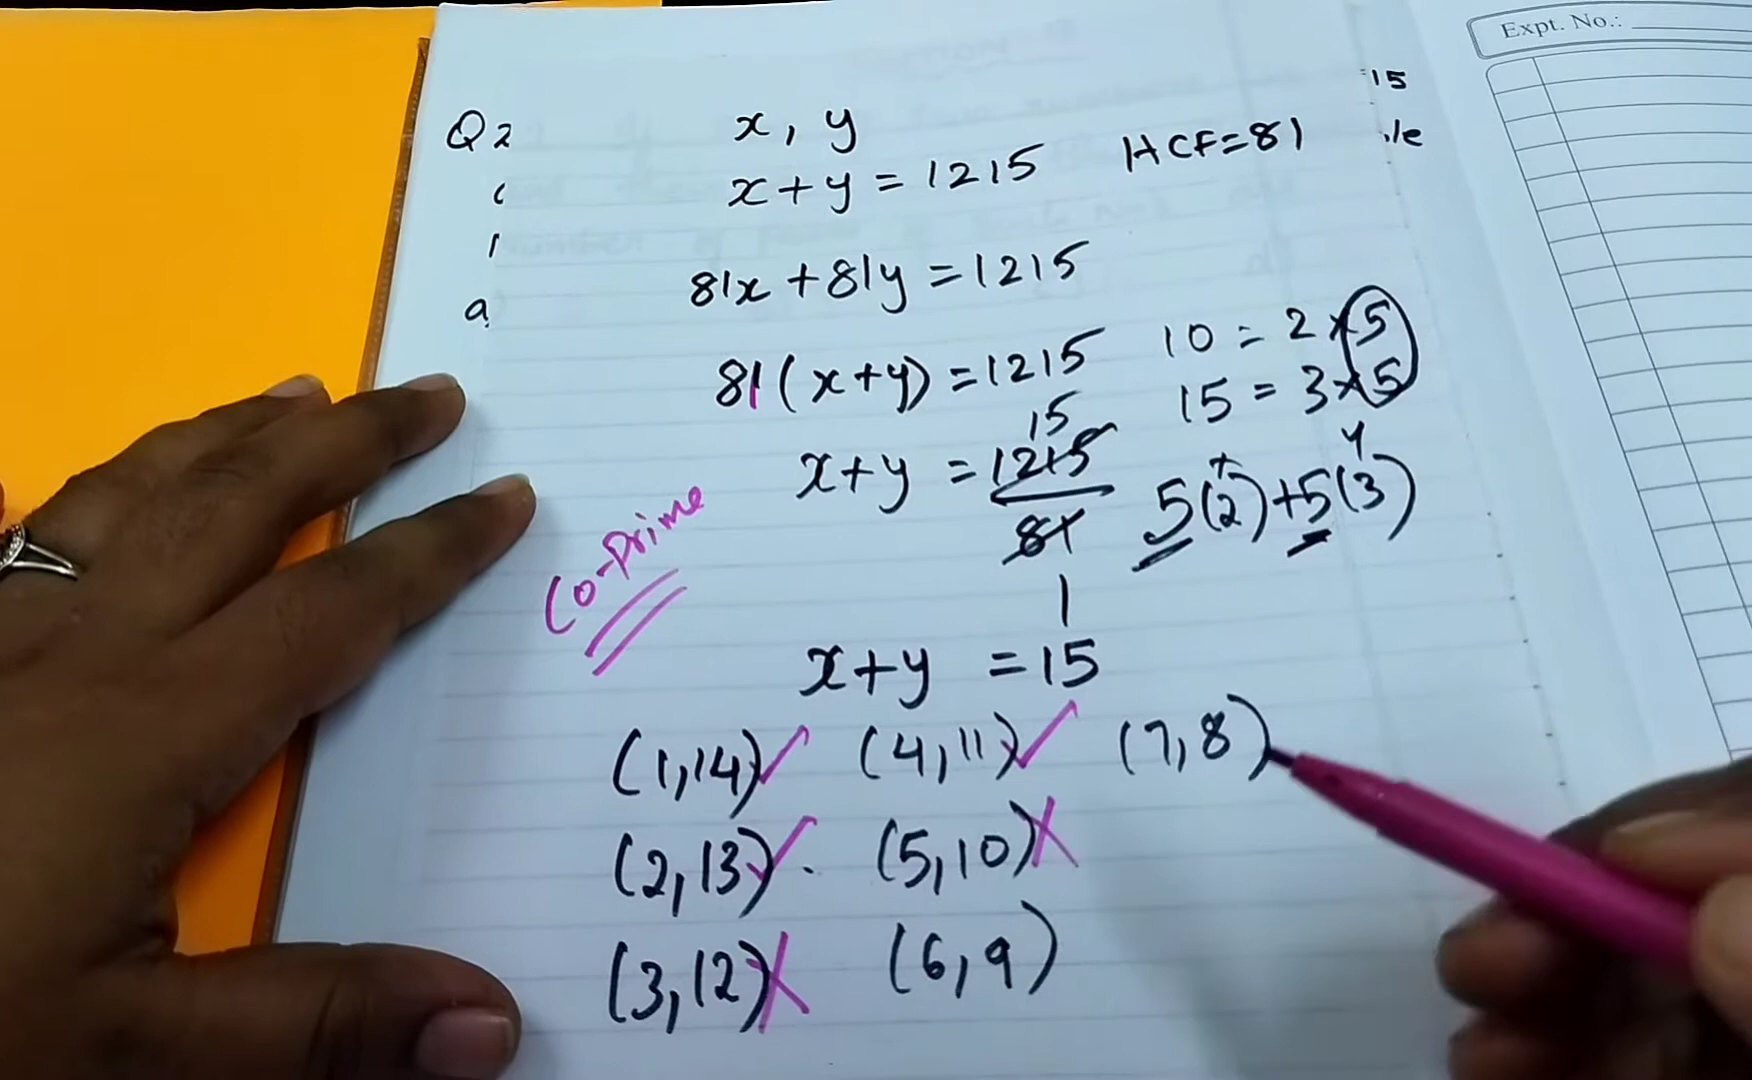 Expt. No.:
=15
Q2 x, y
x+y = 1215 HCF=81
81x +81y =1215
a
81(x+y) =1215 10 = 2×5
15 15 = 3×5
x+y = 1215 x y
81 5(2)+5(3)
Co-prime
1
x+y =15
(1,14)✓ (4,11)✓ (7,8)
(2,13)✓ (5,10)X
(3,12)X (6,9)